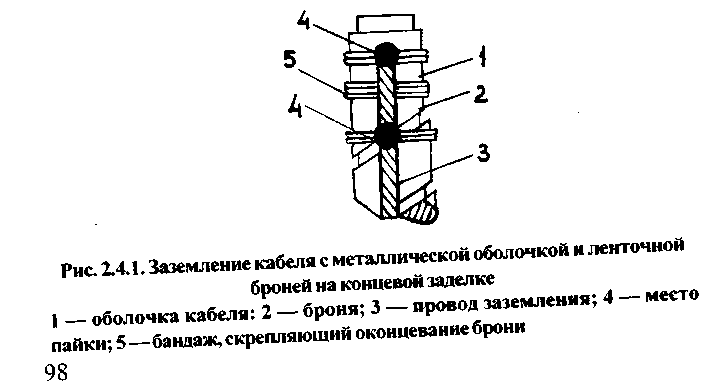 4
1
5
2
4
3
Рис. 2.4.1. Заземление кабеля с металлической оболочкой и ленточной
броней на концевой заделке
1 — оболочка кабеля: 2 — броня; 3 — провод заземления; 4 — место
пайки; 5 — бандаж, скрепляющий оконцевание брони
98